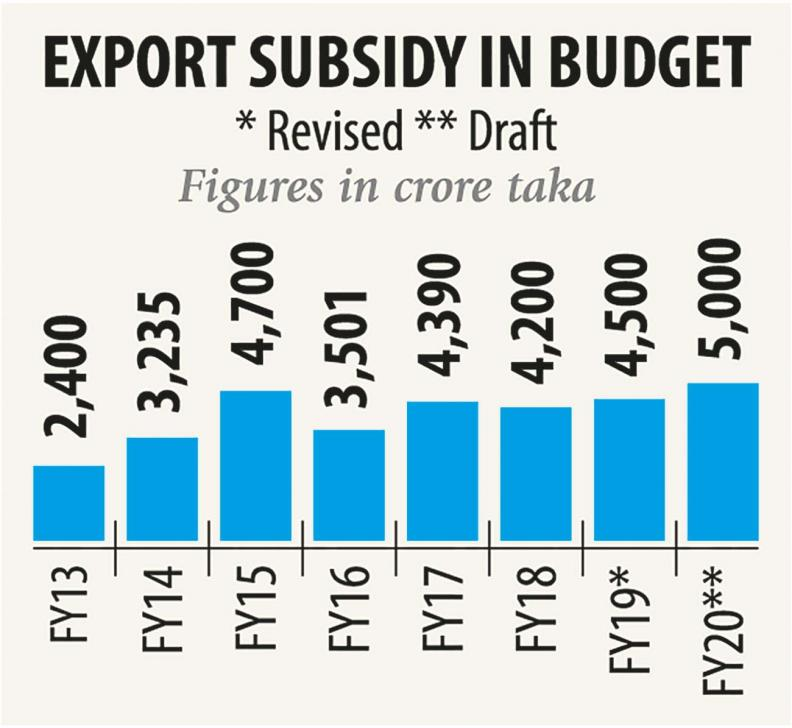 EXPORT SUBSIDY IN BUDGET
* Revised ** Draft
Figures in crore taka
2,400
3,235
4,700
3,501
4,390
4,200
4,500
5,000
FY13
FY14
FY15
FY16
FY17
FY18
FY19*
FY20**